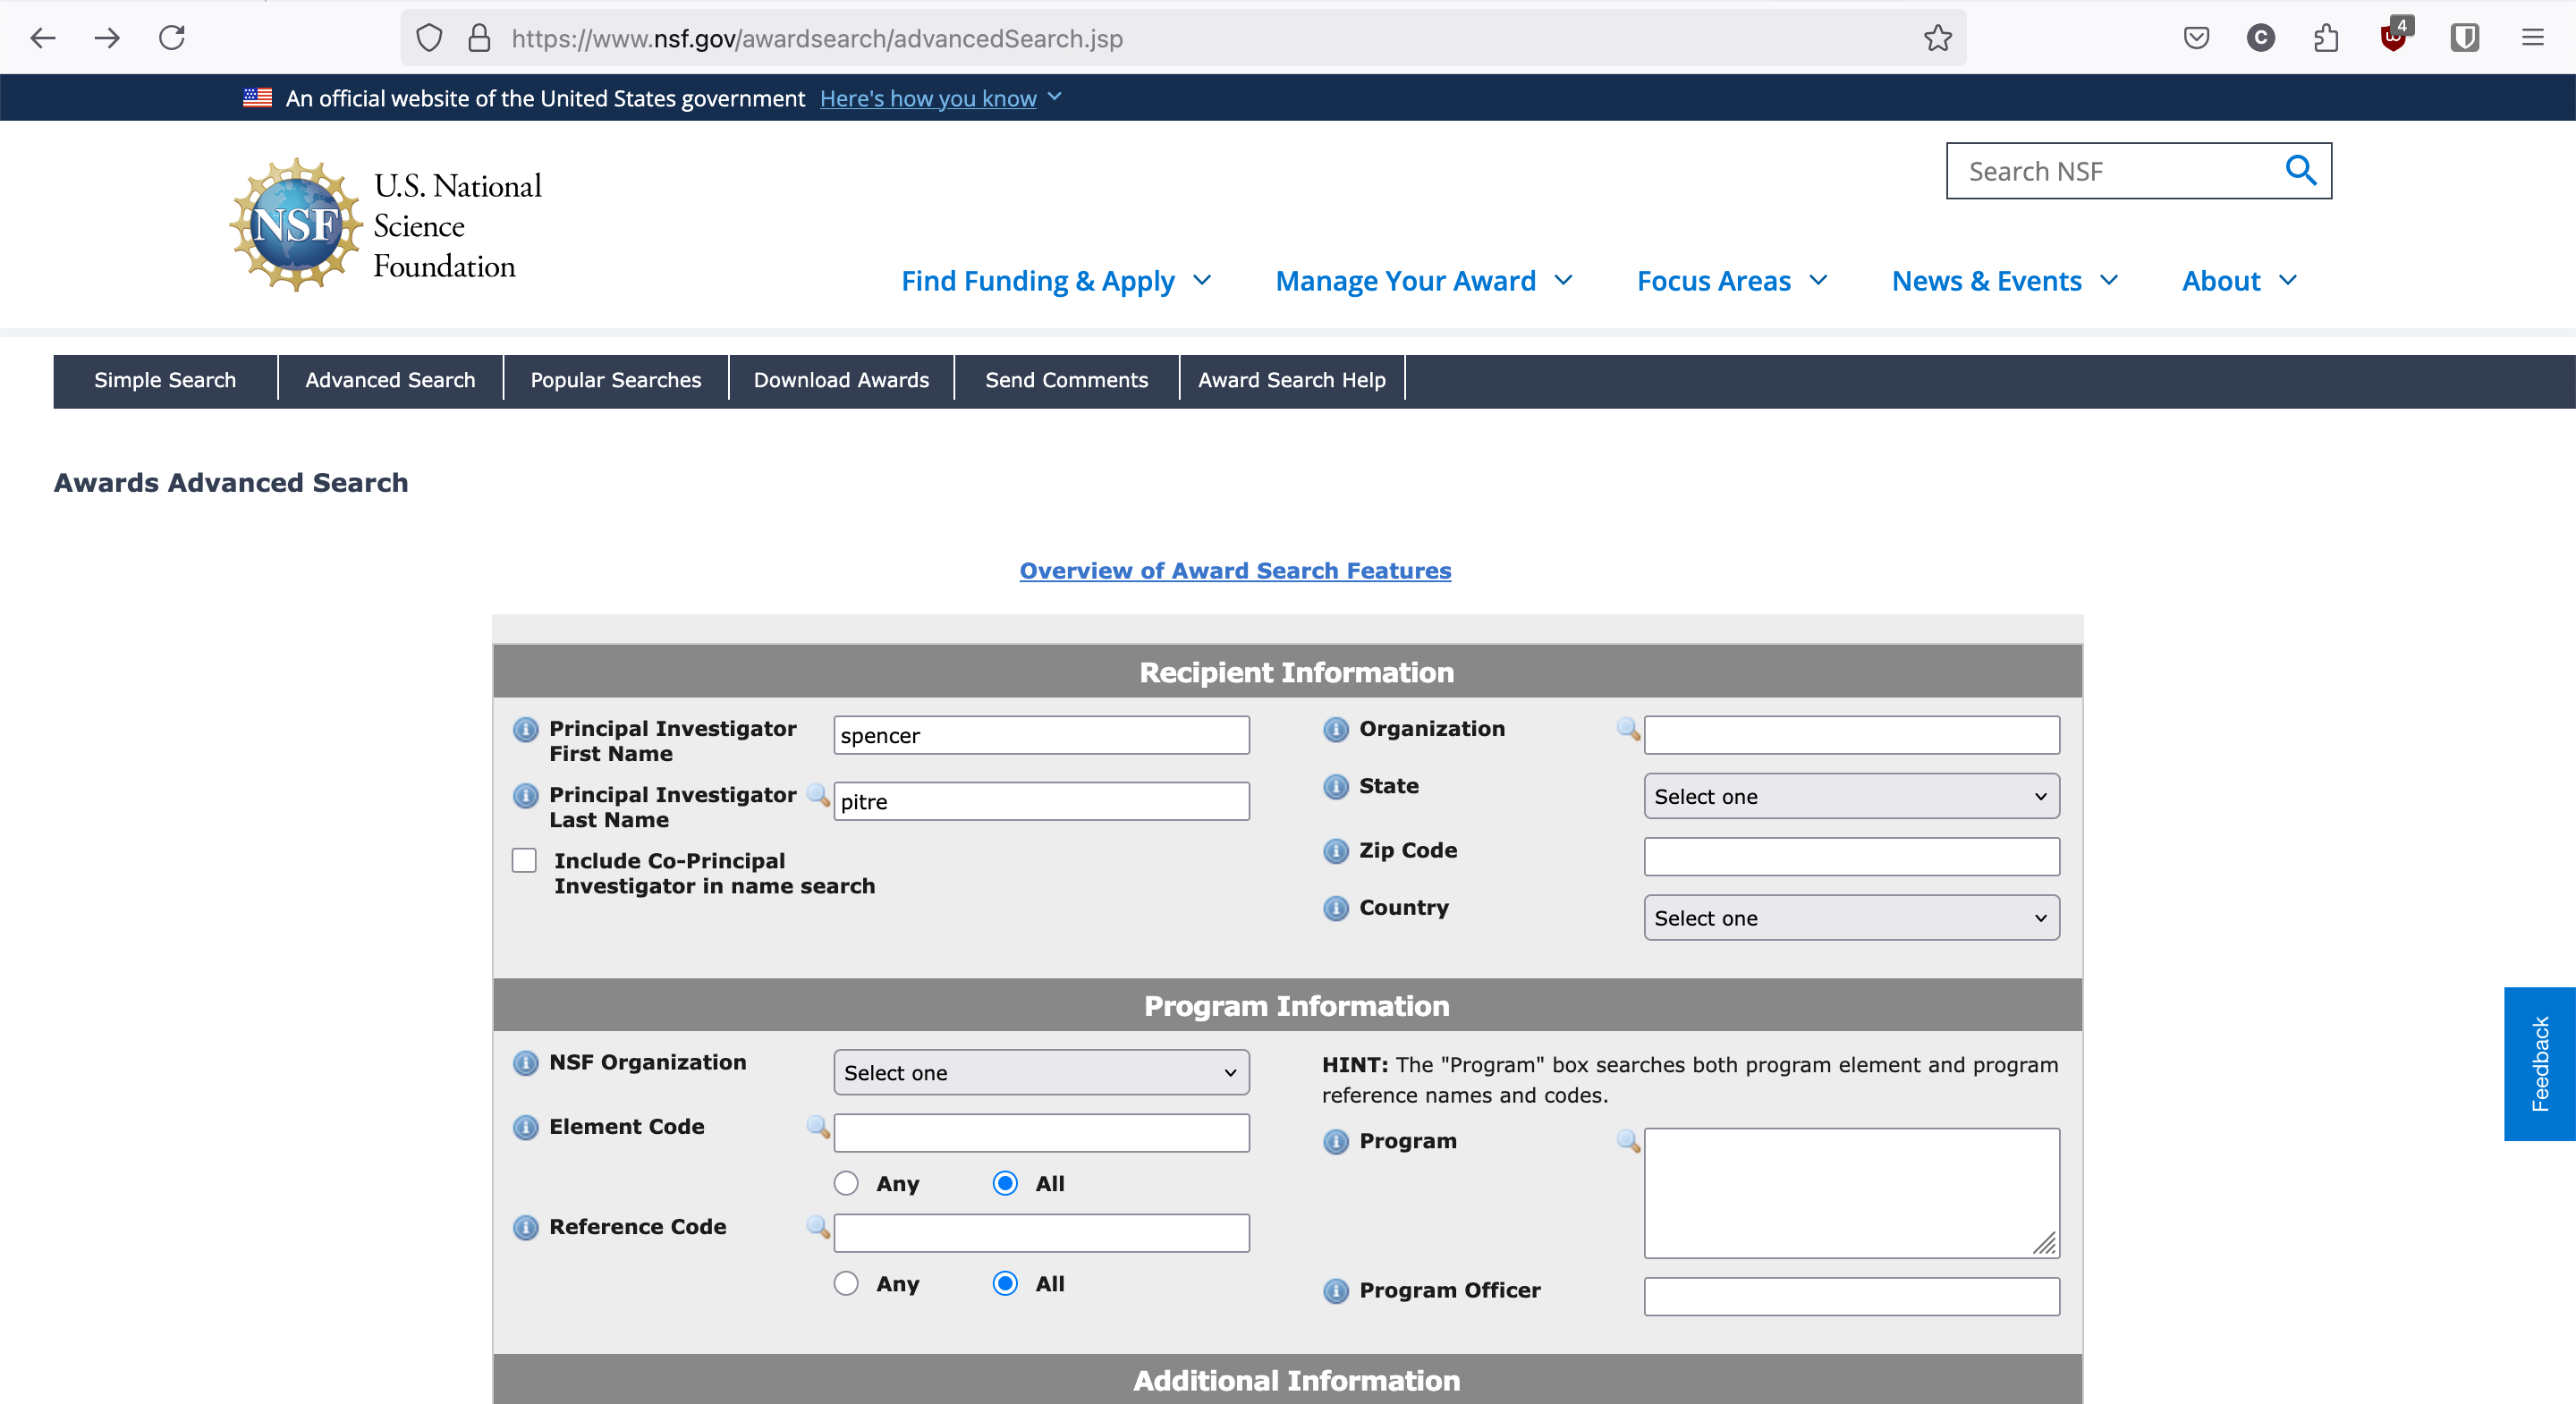 https://www.nsf.gov/awardsearch/advancedSearch.jsp
C
4
An official website of the United States government Here's how you know
NSF
U.S. National
Science
Foundation
Search NSF
Find Funding & Apply Manage Your Award Focus Areas News & Events About
Simple Search Advanced Search Popular Searches Download Awards Send Comments Award Search Help
Awards Advanced Search
Overview of Award Search Features
Recipient Information
Principal Investigator
First Name
spencer
Principal Investigator
Last Name
pitre
Include Co-Principal
Investigator in name search
Organization
State
Select one
Zip Code
Country
Select one
Program Information
NSF Organization
Select one
Element Code
Any All
Reference Code
Any All
HINT: The "Program" box searches both program element and program
reference names and codes.
Program
Program Officer
Feedback
Additional Information